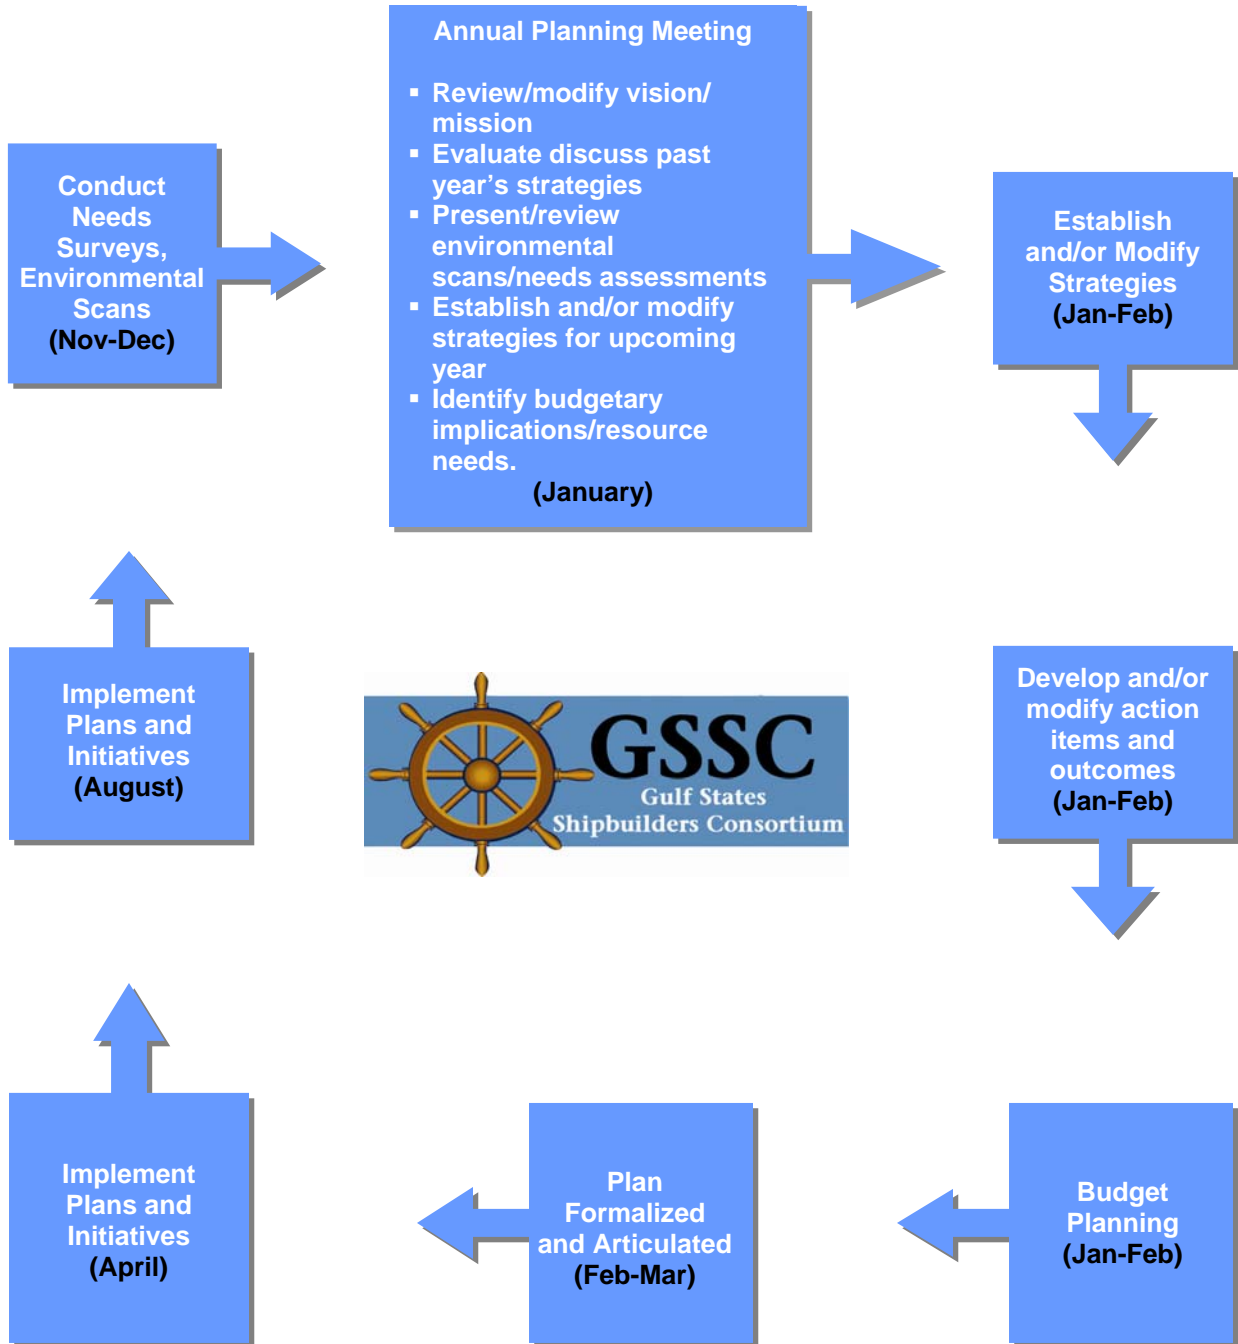 Annual Planning Meeting
▪ Review/modify vision/
mission
▪ Evaluate discuss past
year’s strategies
▪ Present/review
environmental
scans/needs assessments
▪ Establish and/or modify
strategies for upcoming
year
▪ Identify budgetary
implications/resource
needs.
(January)
Conduct
Needs
Surveys,
Environmental
Scans
(Nov-Dec)
Establish
and/or Modify
Strategies
(Jan-Feb)
Implement
Plans and
Initiatives
(August)
GSSC
Gulf States
Shipbuilders Consortium
Develop and/or
modify action
items and
outcomes
(Jan-Feb)
Implement
Plans and
Initiatives
(April)
Plan
Formalized
and Articulated
(Feb-Mar)
Budget
Planning
(Jan-Feb)